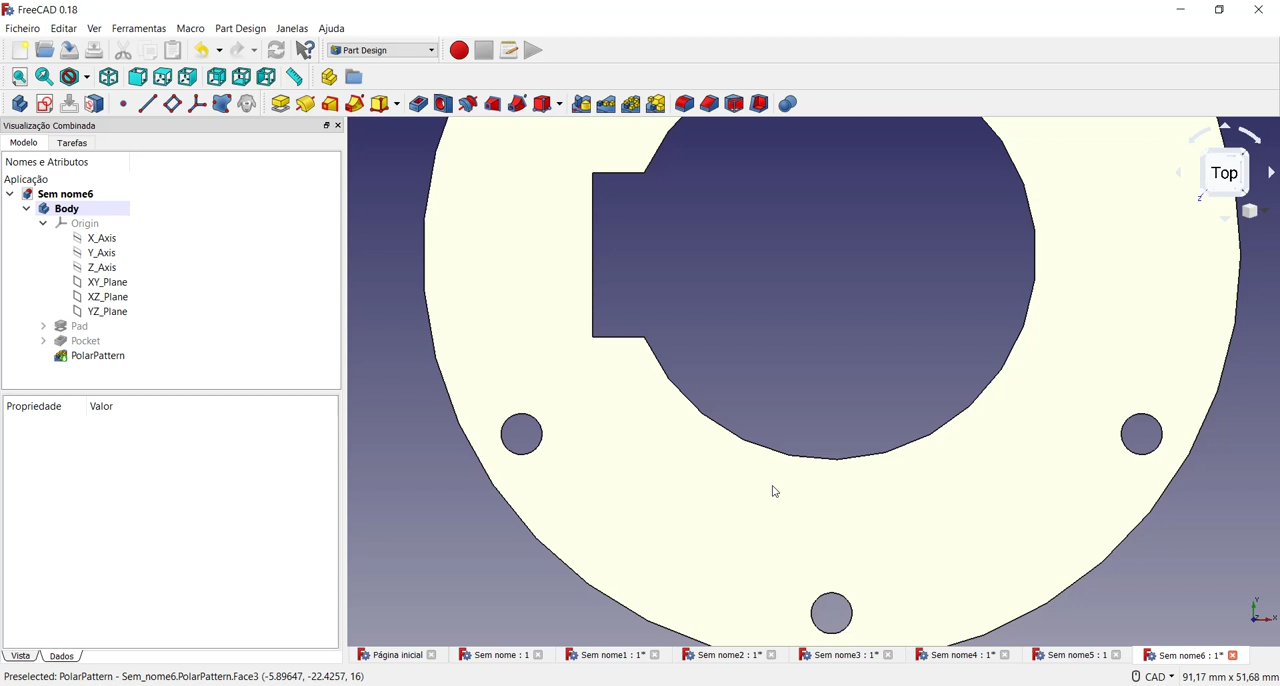 FreeCAD 0.18
Ficheiro Editar Ver Ferramentas Macro Part Design Janelas Ajuda
Part Design
Visualização Combinada
Modelo Tarefas
Nomes e Atributos
Aplicação
Sem nome6
Body
Origin
X_Axis
Y_Axis
Z_Axis
XY_Plane
XZ_Plane
YZ_Plane
Pad
Pocket
PolarPattern
Propriedade Valor
Top
z
Y
X
Vista Dados
Página inicial Sem nome : 1 Sem nome1 : 1* Sem nome2 : 1* Sem nome3 : 1* Sem nome4 : 1* Sem nome5 : 1 Sem nome6 : 1*
Preselected: PolarPattern - Sem_nome6.PolarPattern.Face3 (-5.89647, -22.4257, 16) CAD 91,17 mm x 51,68 mm